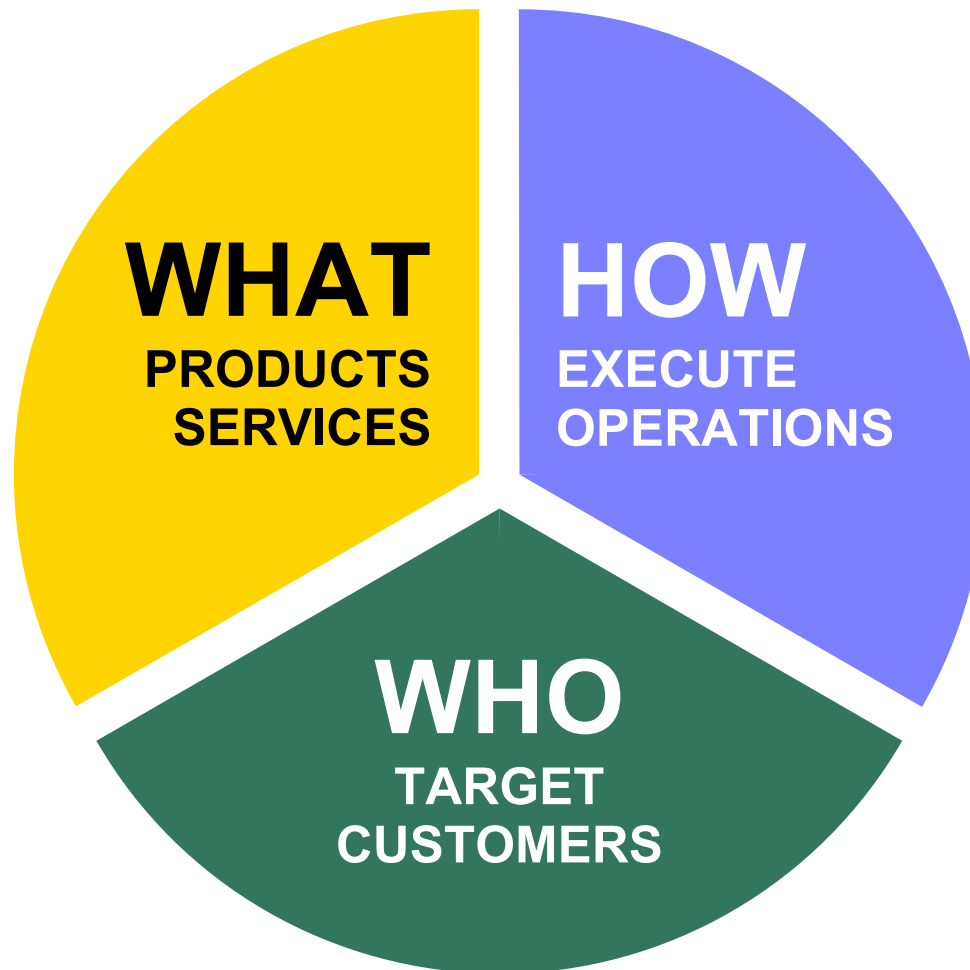 WHAT
PRODUCTS
SERVICES
HOW
EXECUTE
OPERATIONS
WHO
TARGET
CUSTOMERS